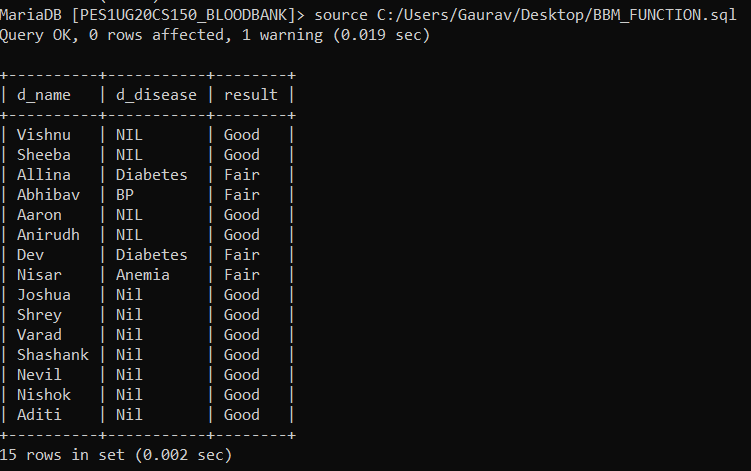 MariaDB [PES1UG20CS150_BLOODBANK]> source C:/Users/Gaurav/Desktop/BBM_FUNCTION.sql
Query OK, 0 rows affected, 1 warning (0.019 sec)

+----------+-----------+--------+
| d_name   | d_disease | result |
+----------+-----------+--------+
| Vishnu   | NIL       | Good   |
| Sheeba   | NIL       | Good   |
| Allina   | Diabetes  | Fair   |
| Abhibav  | BP        | Fair   |
| Aaron    | NIL       | Good   |
| Anirudh  | NIL       | Good   |
| Dev      | Diabetes  | Fair   |
| Nisar    | Anemia    | Fair   |
| Joshua   | Nil       | Good   |
| Shrey    | Nil       | Good   |
| Varad    | Nil       | Good   |
| Shashank | Nil       | Good   |
| Nevil    | Nil       | Good   |
| Nishok   | Nil       | Good   |
| Aditi    | Nil       | Good   |
+----------+-----------+--------+
15 rows in set (0.002 sec)